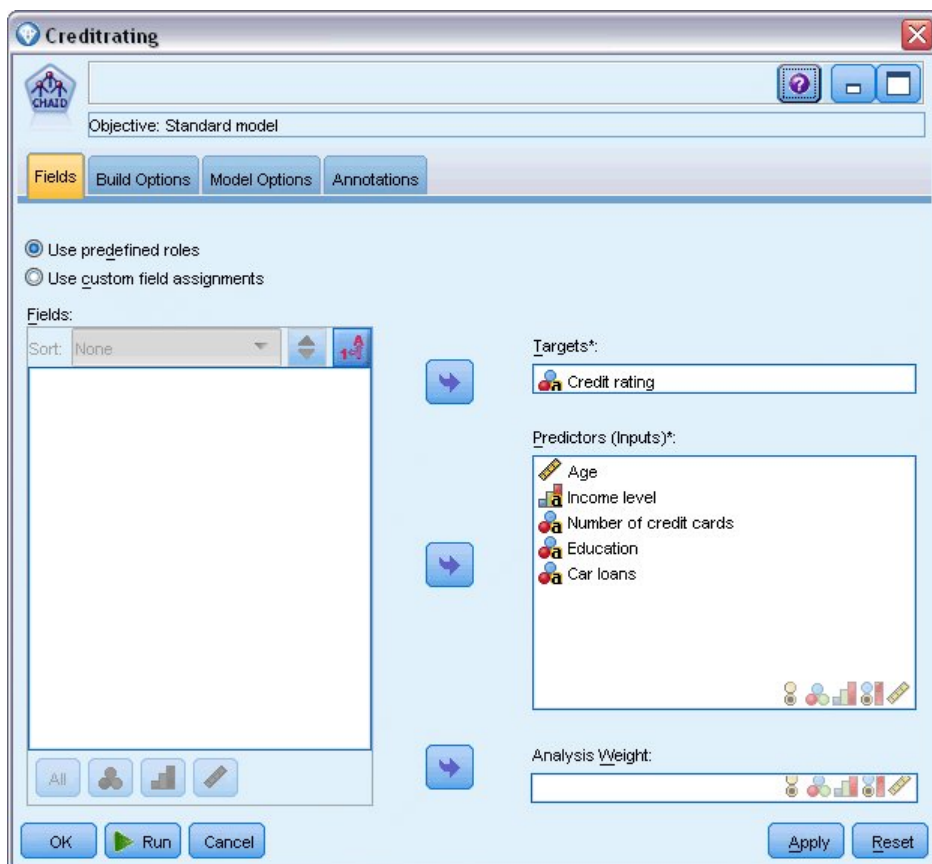 Creditrating
CHAID
Objective: Standard model
Fields Build Options Model Options Annotations
Use predefined roles
Use custom field assignments
Fields:
Sort: None
Targets*:
Credit rating
Predictors (Inputs)*:
Age
Income level
Number of credit cards
Education
Car loans
Analysis Weight:
All
OK Run Cancel Apply Reset